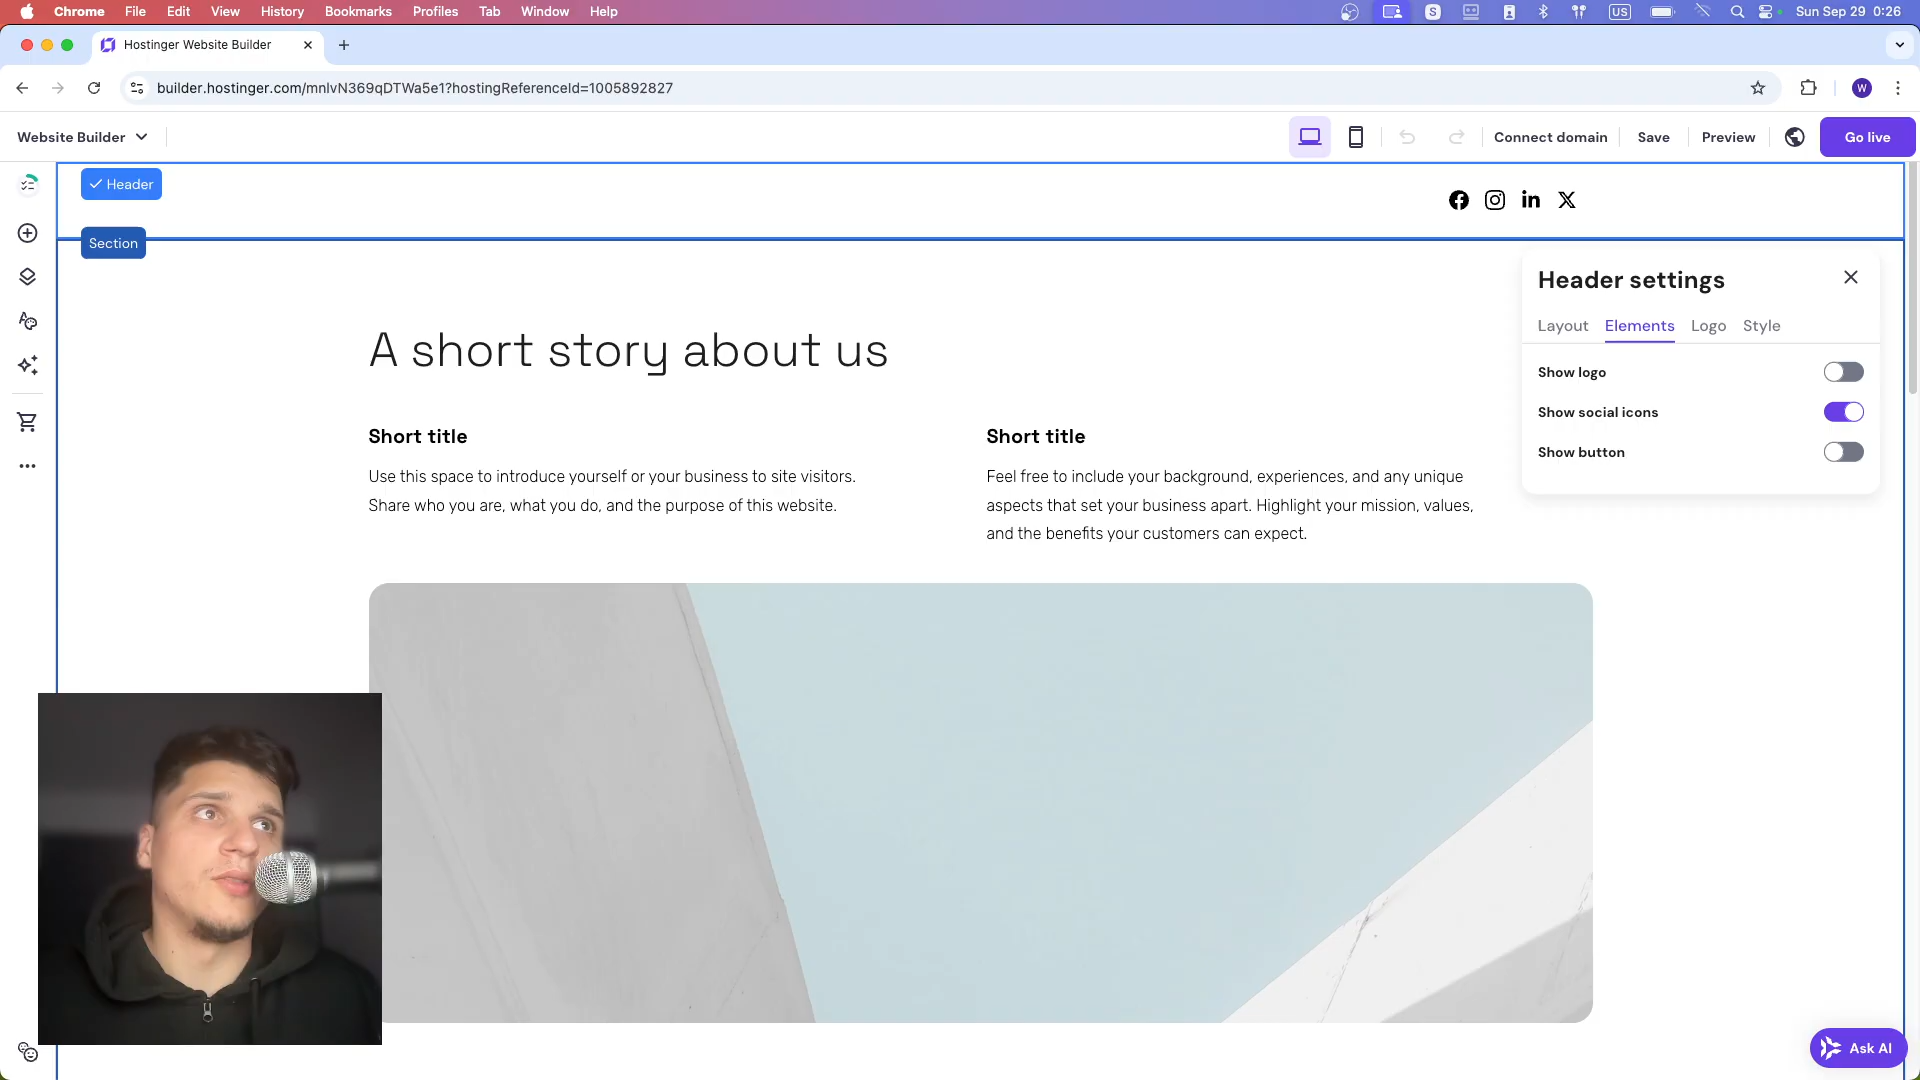 Chrome File Edit View History Bookmarks Profiles Tab Window Help S US Sun Sep 29 0:26
Hostinger Website Builder
builder.hostinger.com/mnlvN369qDTWa5e1?hostingReferenceId=1005892827 W
Website Builder Connect domain Save Preview Go live
Header
Section
Header settings
Layout Elements Logo Style
Show logo
Show social icons
Show button
A short story about us
Short title
Use this space to introduce yourself or your business to site visitors.
Share who you are, what you do, and the purpose of this website.
Short title
Feel free to include your background, experiences, and any unique
aspects that set your business apart. Highlight your mission, values,
and the benefits your customers can expect.
Ask AI